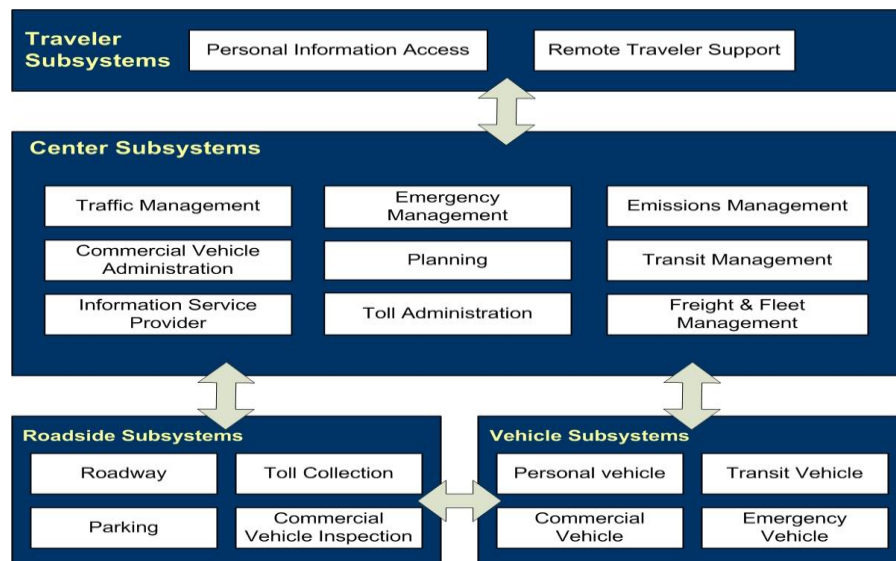 Traveler
Subsystems
Personal Information Access
Remote Traveler Support
Center Subsystems
Traffic Management
Emergency
Management
Emissions Management
Commercial Vehicle
Administration
Planning
Transit Management
Information Service
Provider
Toll Administration
Freight & Fleet
Management
Roadside Subsystems
Roadway
Toll Collection
Parking
Commercial
Vehicle Inspection
Vehicle Subsystems
Personal vehicle
Transit Vehicle
Commercial
Vehicle
Emergency
Vehicle